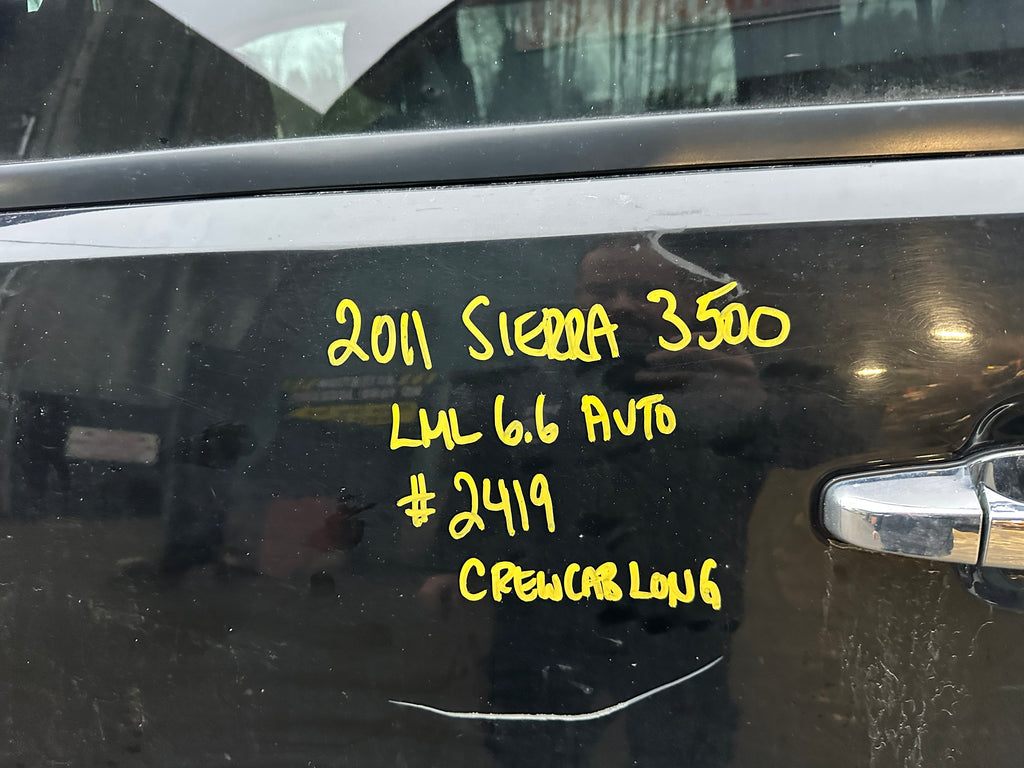 2011 SIERRA 3500
LML 6.6 AUTO
#2419
CREWCAB LONG